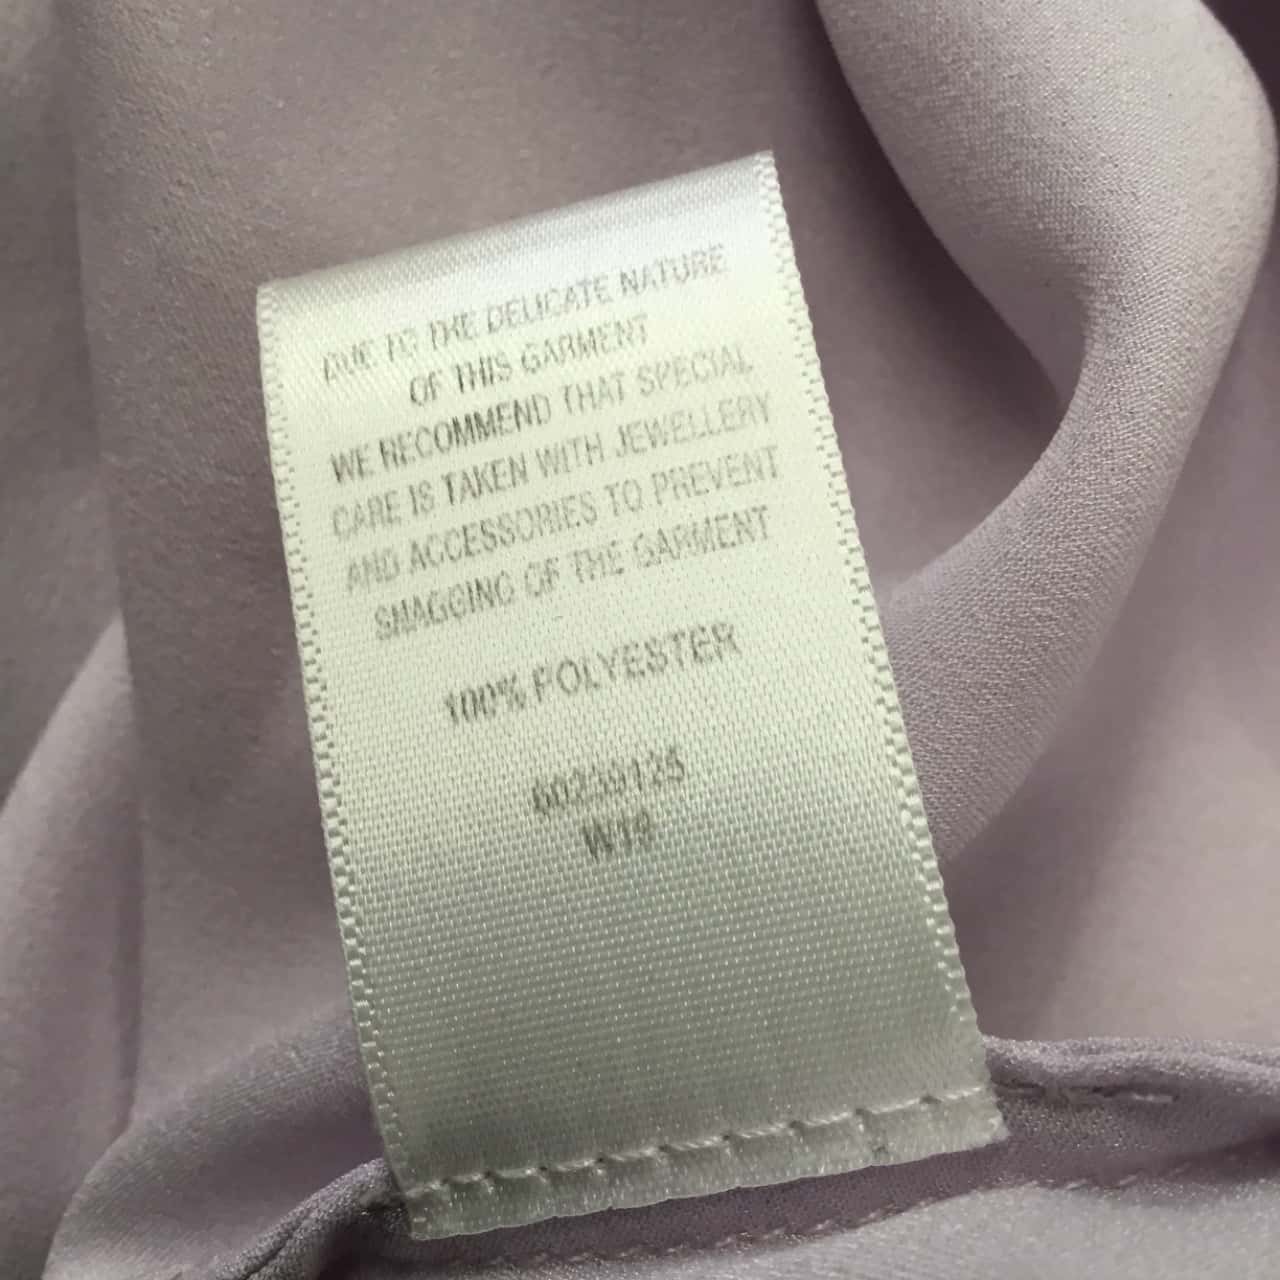 DUE TO THE DELICATE NATURE
OF THIS GARMENT
WE RECOMMEND THAT SPECIAL
CARE IS TAKEN WITH JEWELLERY
AND ACCESSORIES TO PREVENT
SNAGGING OF THE GARMENT
100% POLYESTER
60239125